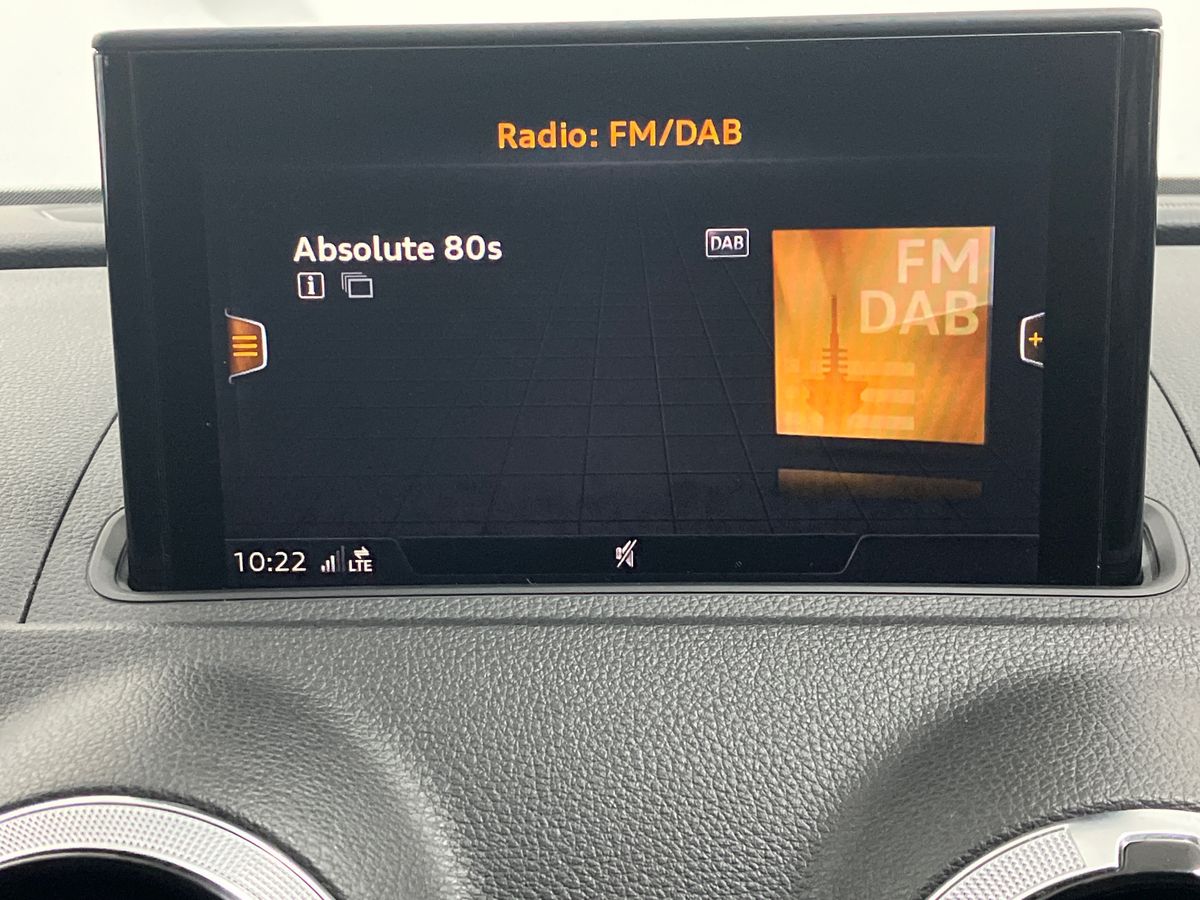 Radio: FM/DAB
Absolute 80s
DAB
i
FM
DAB
+
10:22 LTE